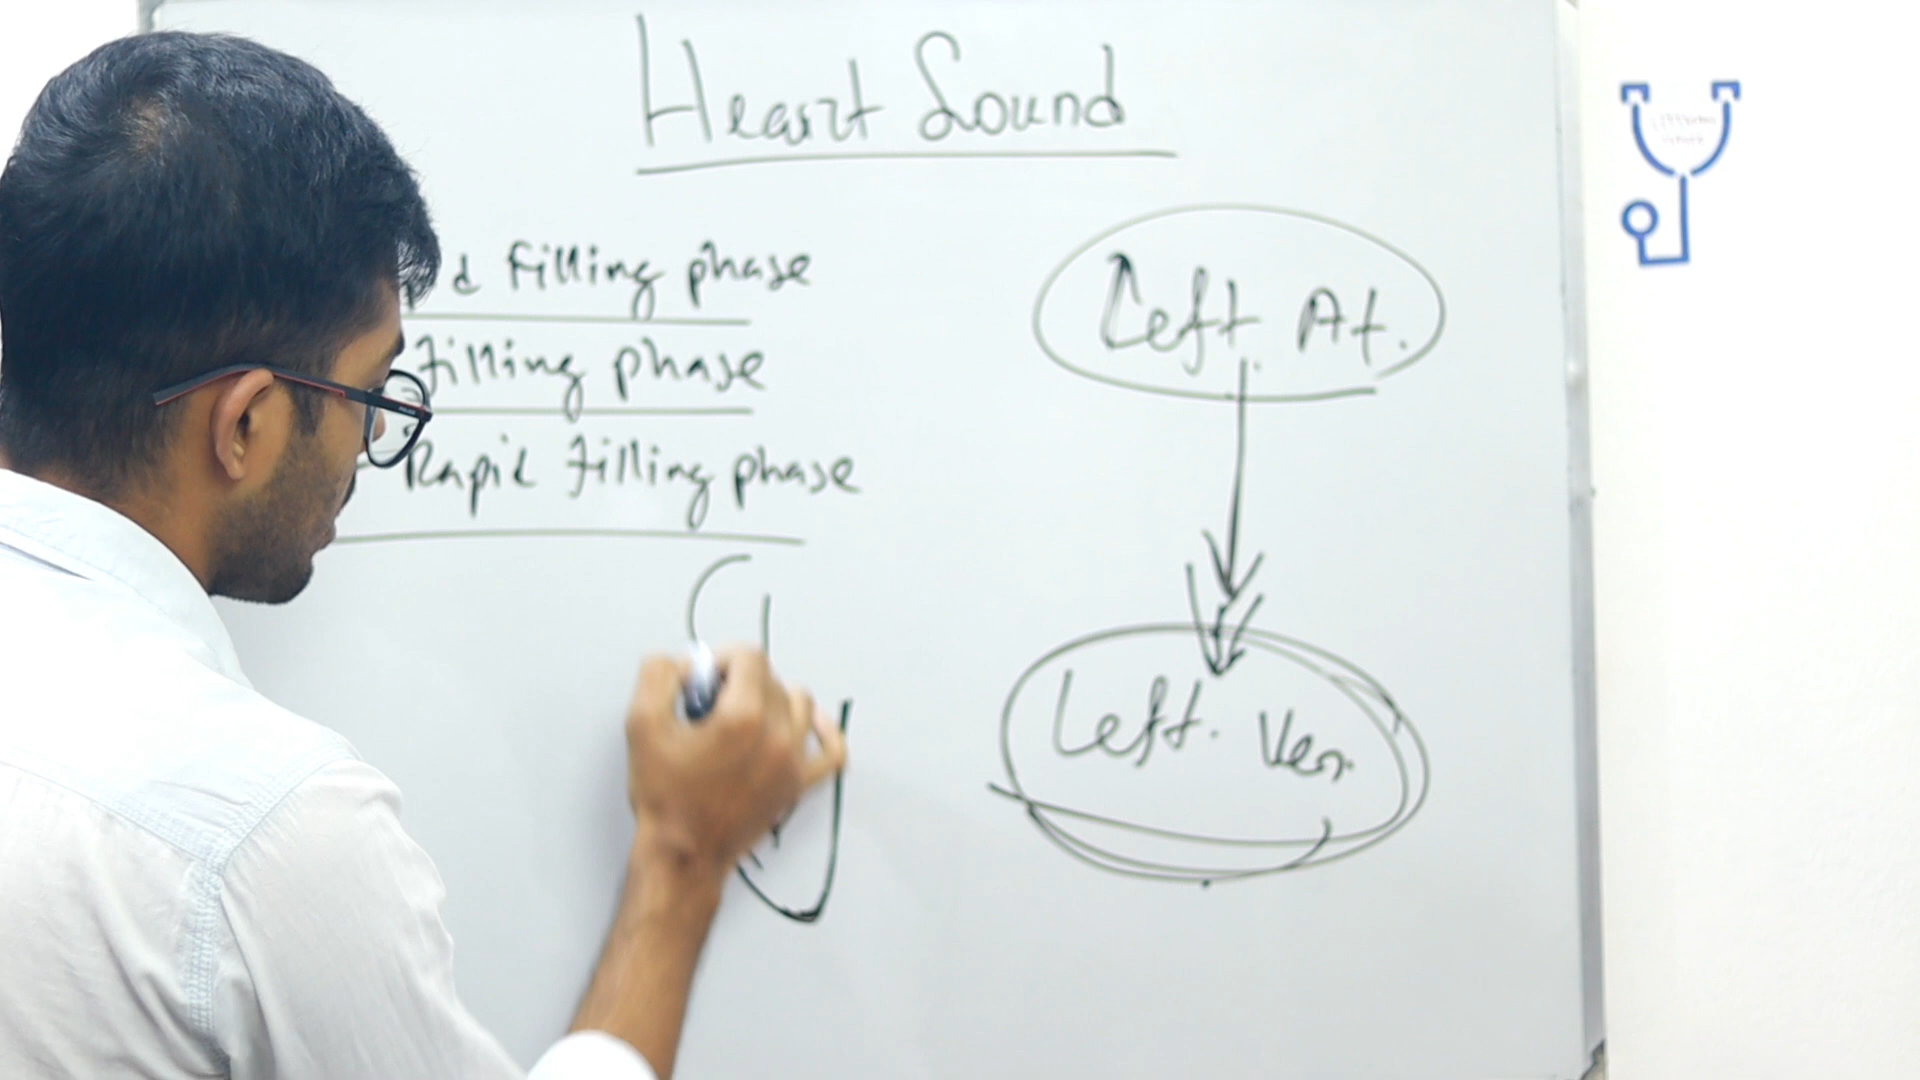 Heart Sound
d filling phase
filling phase
Rapid filling phase
Left. At.
Left. Ven.